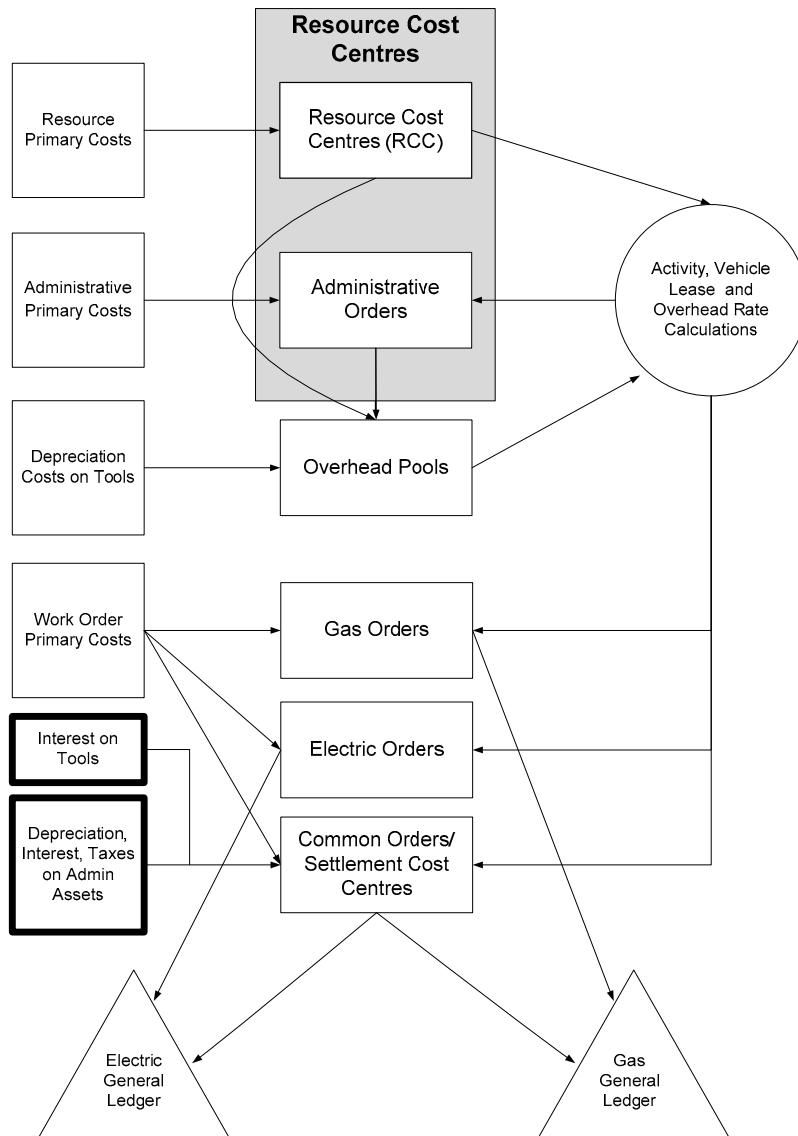 Resource Cost
Centres
Resource
Primary Costs
Resource Cost
Centres (RCC)
Administrative
Primary Costs
Administrative
Orders
Activity, Vehicle
Lease and
Overhead Rate
Calculations
Depreciation
Costs on Tools
Overhead Pools
Work Order
Primary Costs
Gas Orders
Interest on
Tools
Electric Orders
Depreciation,
Interest, Taxes
on Admin
Assets
Common Orders/
Settlement Cost
Centres
Electric
General
Ledger
Gas
General
Ledger